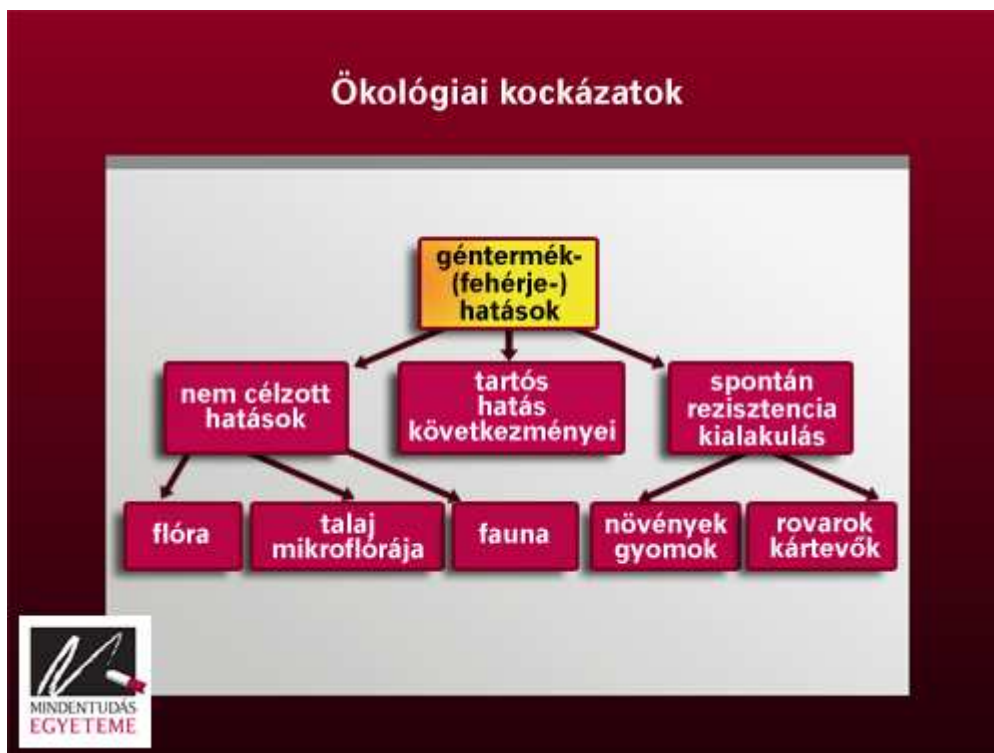 Ökológiai kockázatok
géntermék-
(fehérje-)
hatások
nem célzott
hatások
tartós
hatás
következményei
spontán
rezisztencia
kialakulás
flóra
talaj
mikroflórája
fauna
növények
gyomok
rovarok
kártevők
MINDENTUDÁS
EGYETEME